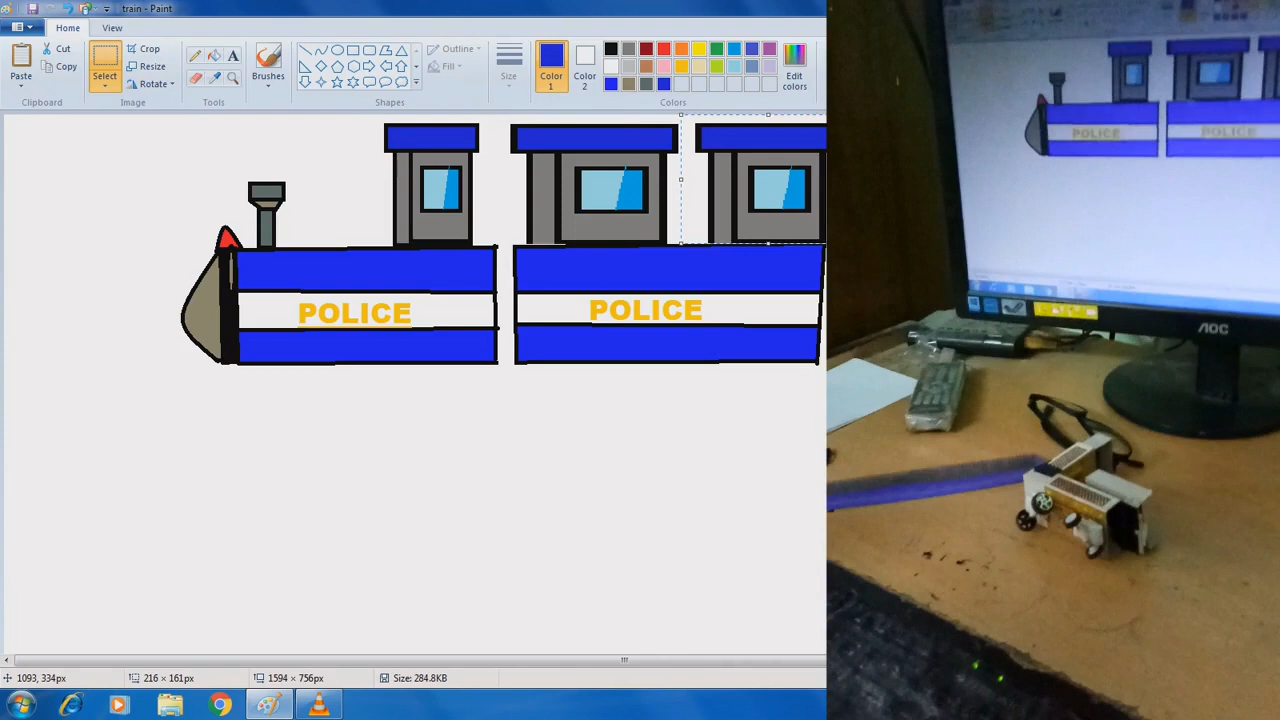 train - Paint
Home View
Paste
Cut
Copy
Select
Crop
Resize
Rotate
Brushes
Outline
Fill
Size
Color 1
Color 2
Edit colors
Clipboard Image Tools Shapes Colors
POLICE
POLICE
1093, 334px
216 × 161px
1594 × 756px
Size: 284.8KB
POLICE
POLICE
AOC